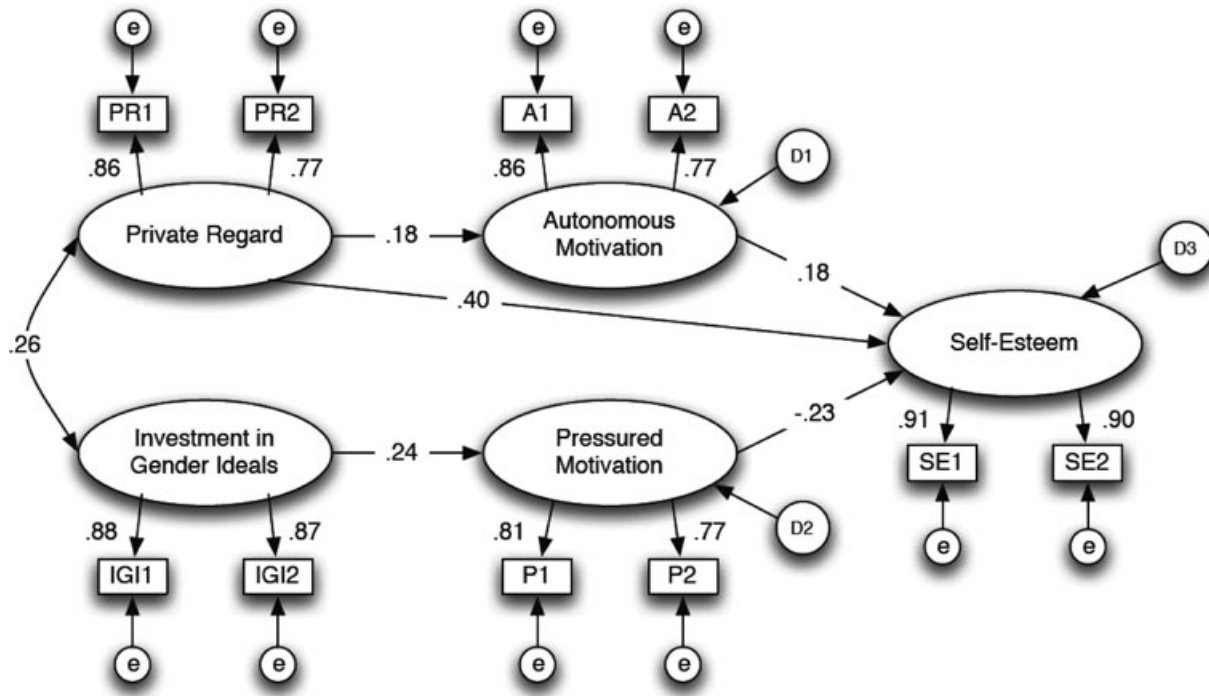 e
e
e
e
PR1
PR2
A1
A2
.86
.77
.86
.77
D1
Private Regard
.18
Autonomous
Motivation
.18
D3
.40
.26
Self-Esteem
Investment in
Gender Ideals
.24
Pressured
Motivation
-.23
.91
.90
SE1
SE2
.88
.87
.81
.77
D2
IGI1
IGI2
P1
P2
e
e
e
e
e
e